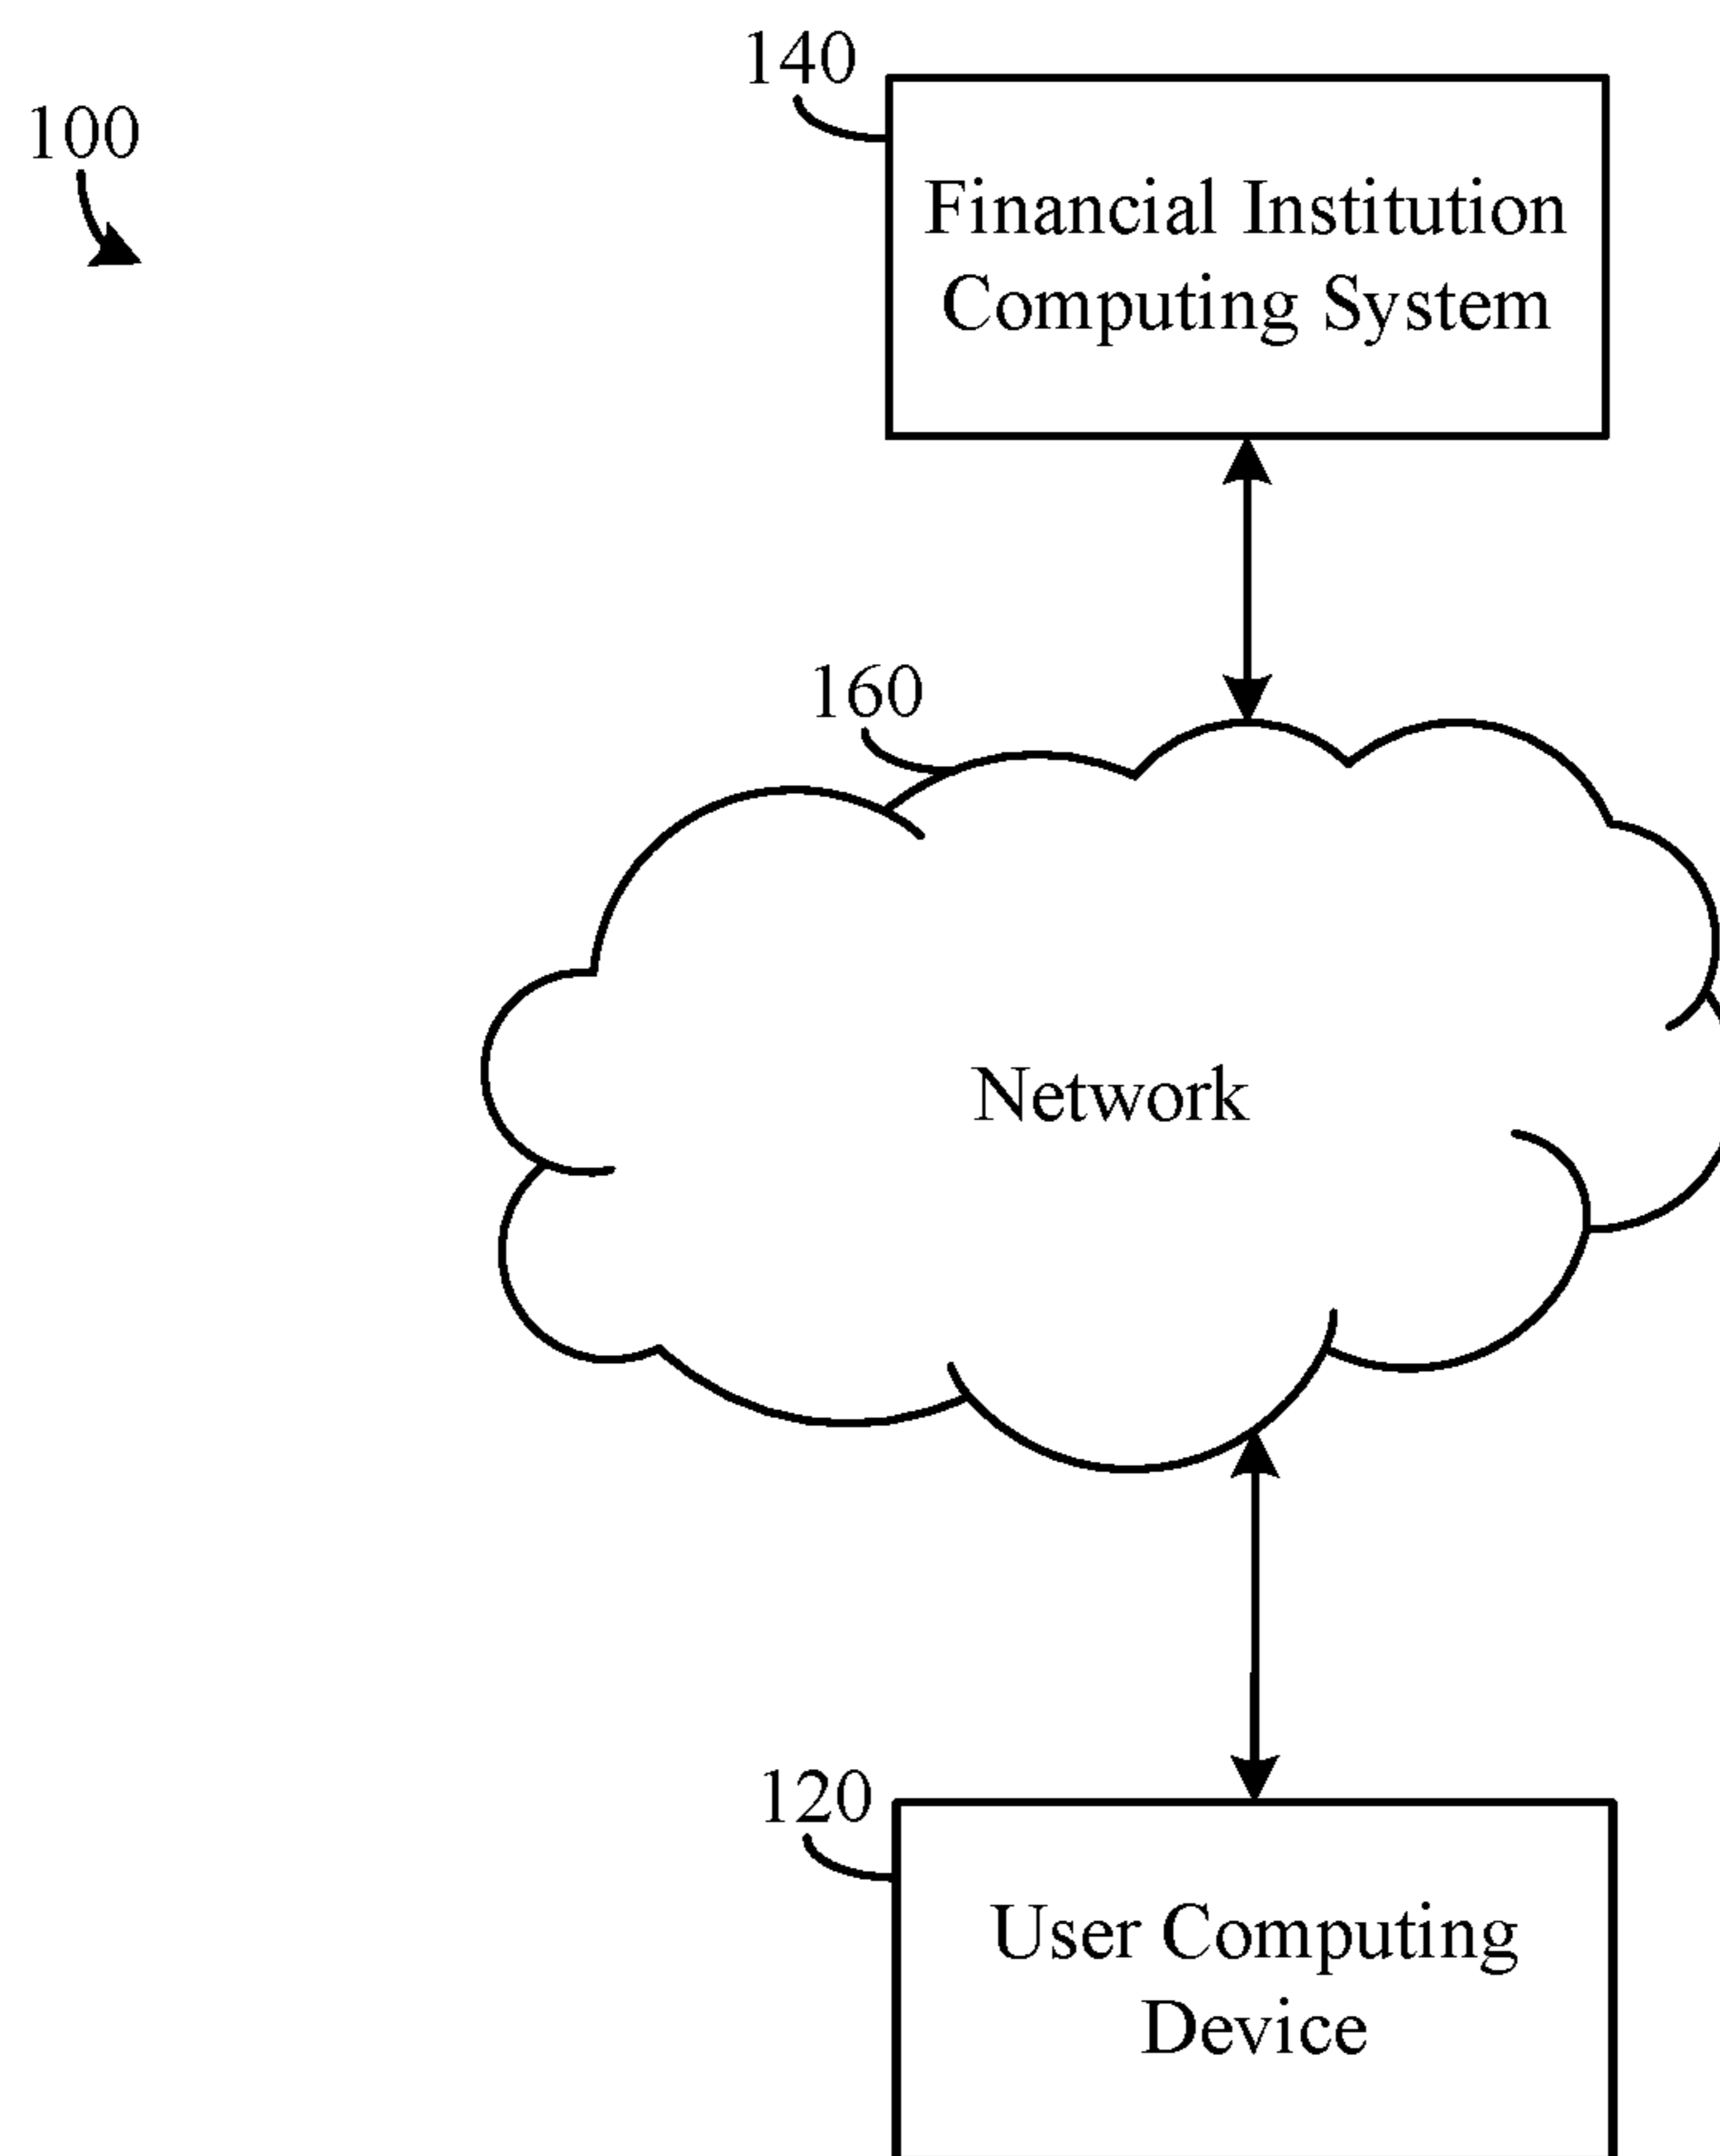 140
100
Financial Institution
Computing System
160
Network
120
User Computing
Device